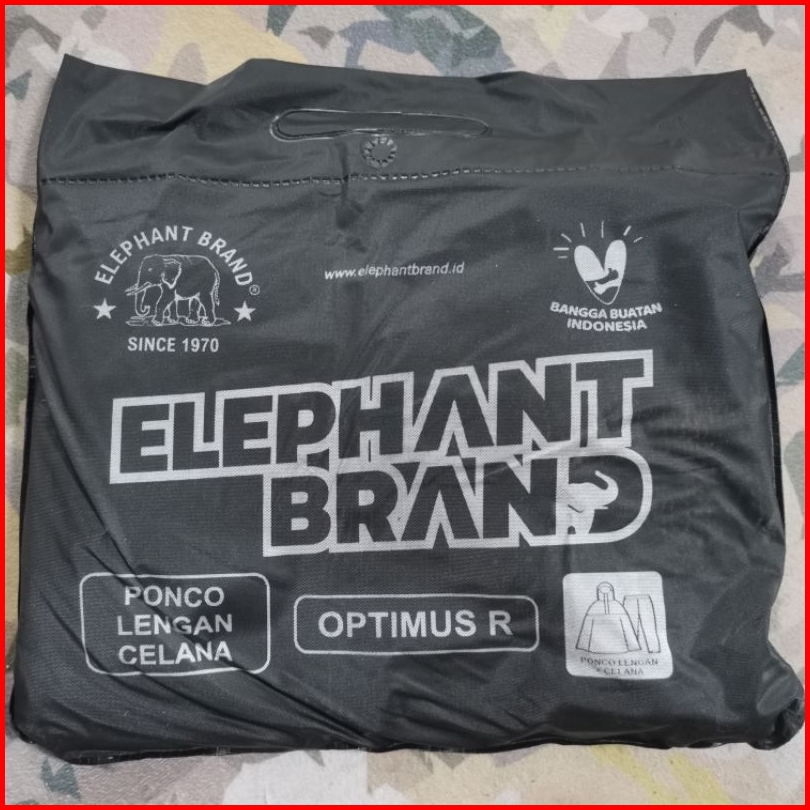 ELEPHANT BRAND®
SINCE 1970
www.elephantbrand.id
BANGGA BUATAN
INDONESIA
ELEPHANT
BRAND
PONCO
LENGAN
CELANA
OPTIMUS R
PONCO LENGAN
+ CELANA